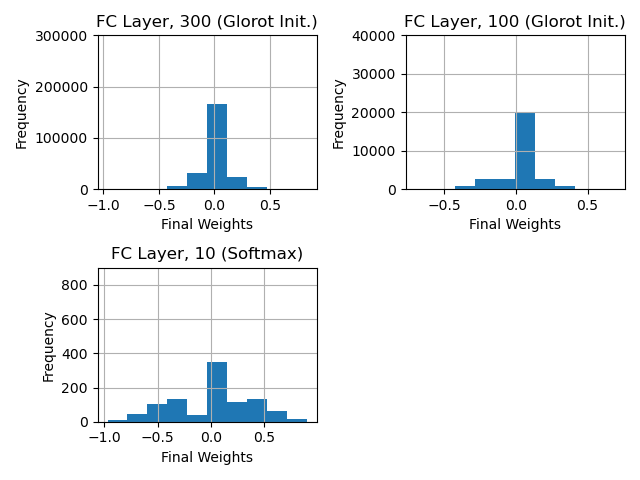 FC Layer, 300 (Glorot Init.)
300000
200000
100000
0
Frequency
−1.0 −0.5 0.0 0.5
Final Weights
FC Layer, 100 (Glorot Init.)
40000
30000
20000
10000
0
Frequency
−0.5 0.0 0.5
Final Weights
FC Layer, 10 (Softmax)
800
600
400
200
0
Frequency
−1.0 −0.5 0.0 0.5
Final Weights